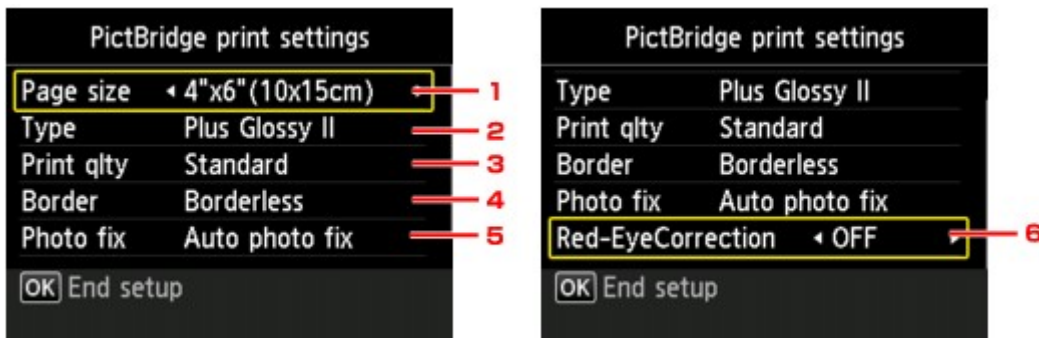 PictBridge print settings
Page size 4"x6"(10x15cm) 1
Type Plus Glossy II 2
Print qlty Standard 3
Border Borderless 4
Photo fix Auto photo fix 5
OK End setup
PictBridge print settings
Type Plus Glossy II
Print qlty Standard
Border Borderless
Photo fix Auto photo fix
Red-EyeCorrection OFF 6
OK End setup